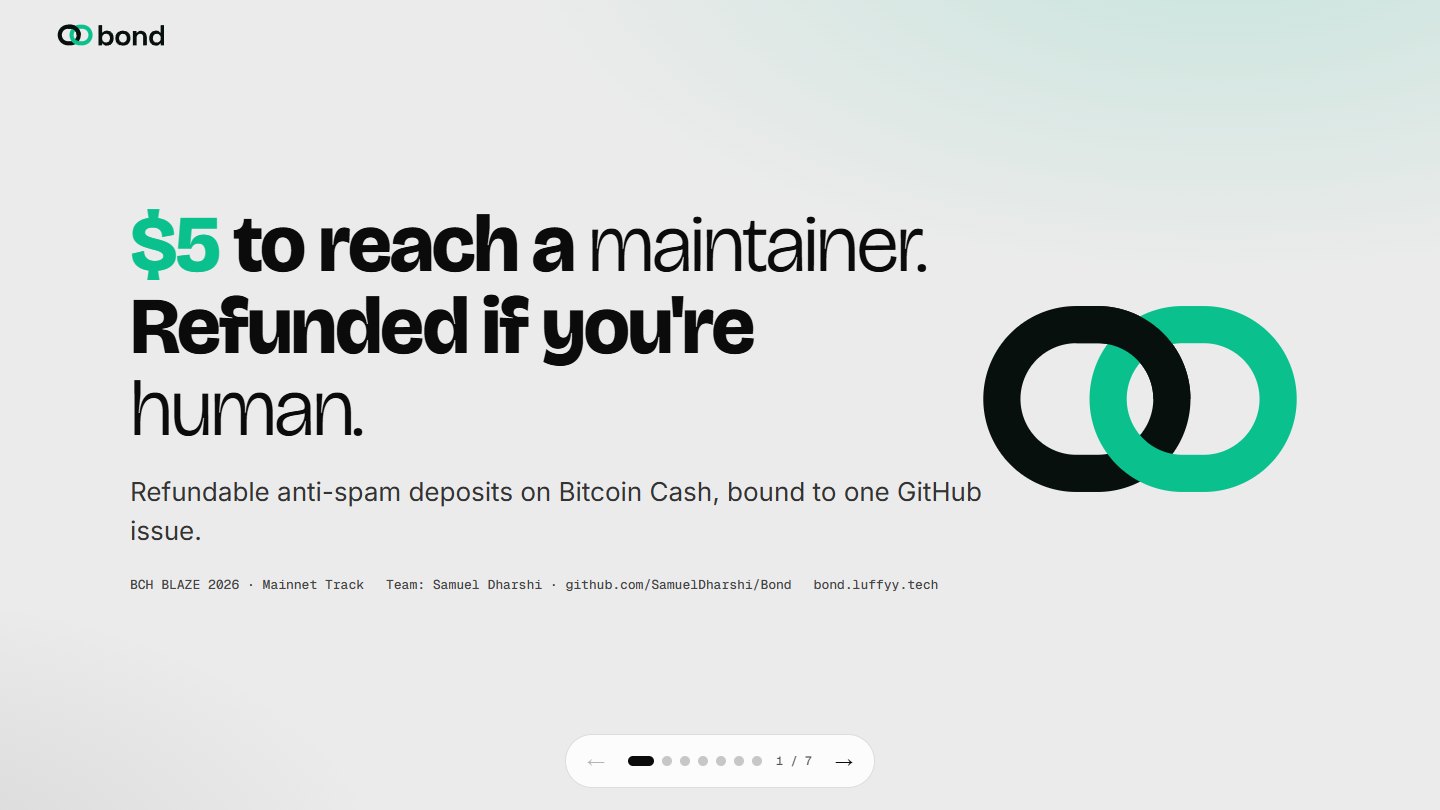 bond
$5 to reach a maintainer.
Refunded if you're
human.
Refundable anti-spam deposits on Bitcoin Cash, bound to one GitHub
issue.
BCH BLAZE 2026 · Mainnet Track Team: Samuel Dharshi · github.com/SamuelDharshi/Bond bond.luffyy.tech
← 1 / 7 →